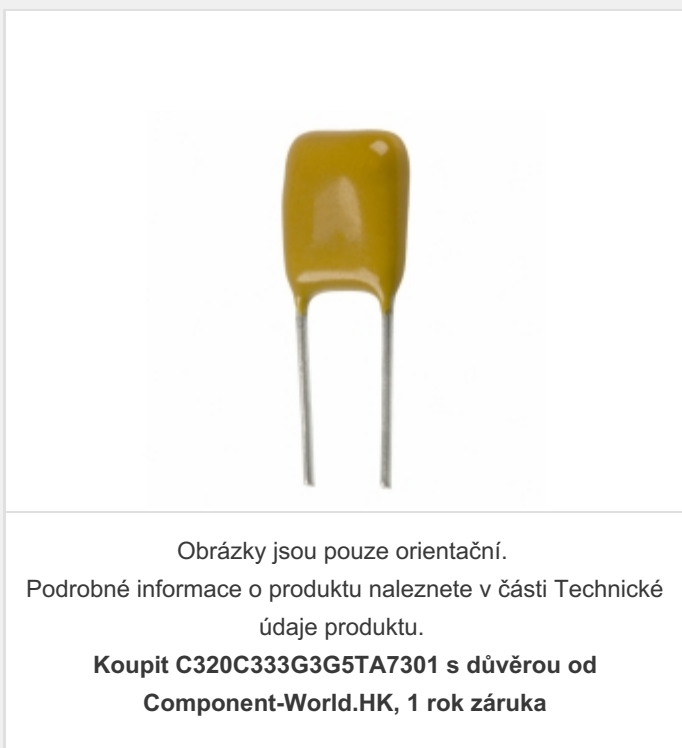 Obrázky jsou pouze orientační.
Podrobné informace o produktu naleznete v části Technické
údaje produktu.
Koupit C320C333G3G5TA7301 s důvěrou od
Component-World.HK, 1 rok záruka